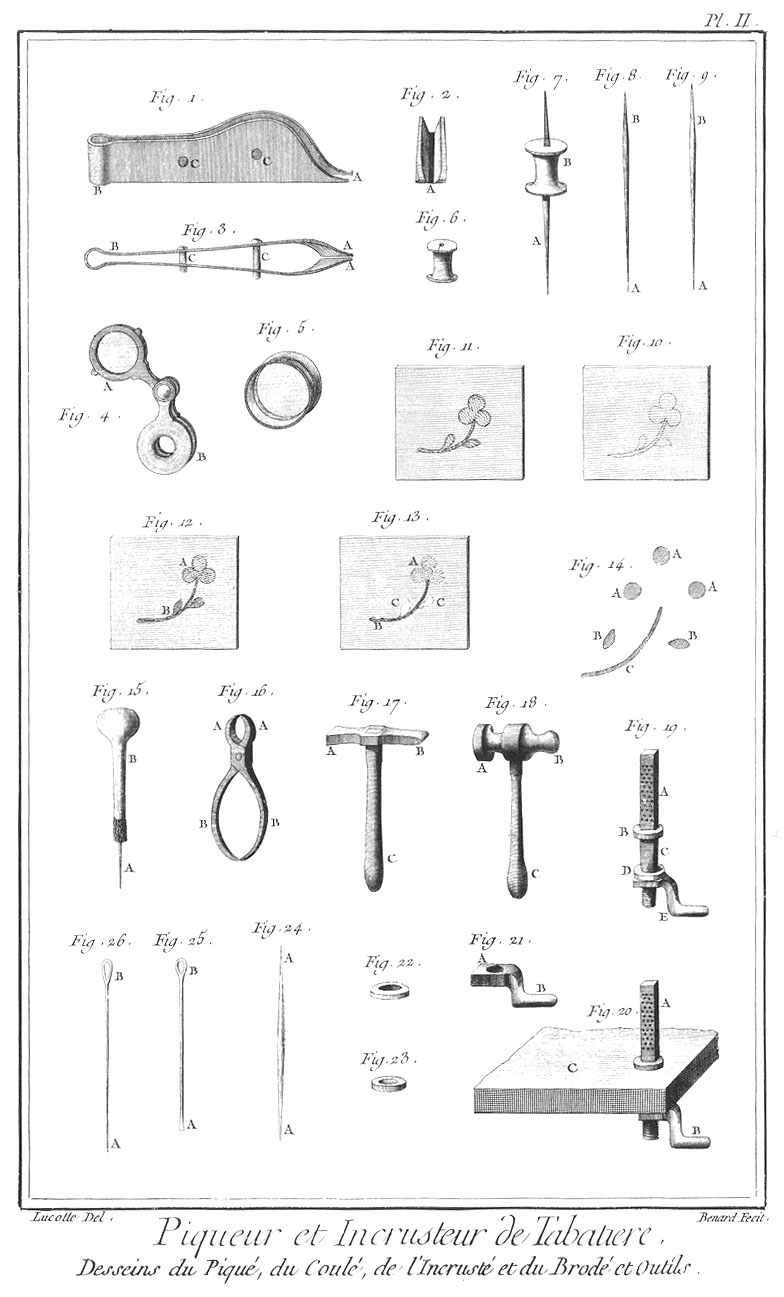 Pl. II.
Fig. 1. Fig. 2. Fig. 7. Fig. 8. Fig. 9.
C C A B
A
B A
B B
A A
Fig. 3. Fig. 6.
B C C A A
Fig. 4. Fig. 5. Fig. 11. Fig. 10.
A B
Fig. 12. Fig. 13. Fig. 14.
A B
A C C B
A A A B B C
Fig. 15. Fig. 16. Fig. 17. Fig. 18. Fig. 19.
B A
A A B B
A B C
A B C
A B C D E
Fig. 26. Fig. 25. Fig. 24. Fig. 22. Fig. 21.
B A
B A
A A
A B
Fig. 23. Fig. 20.
A C B
Lucotte Del. Benard Fecit.
Piqueur et Incrusteur de Tabatiere,
Desseins du Piqué, du Coulé, de l'Incrusté et du Brodé et Outils.